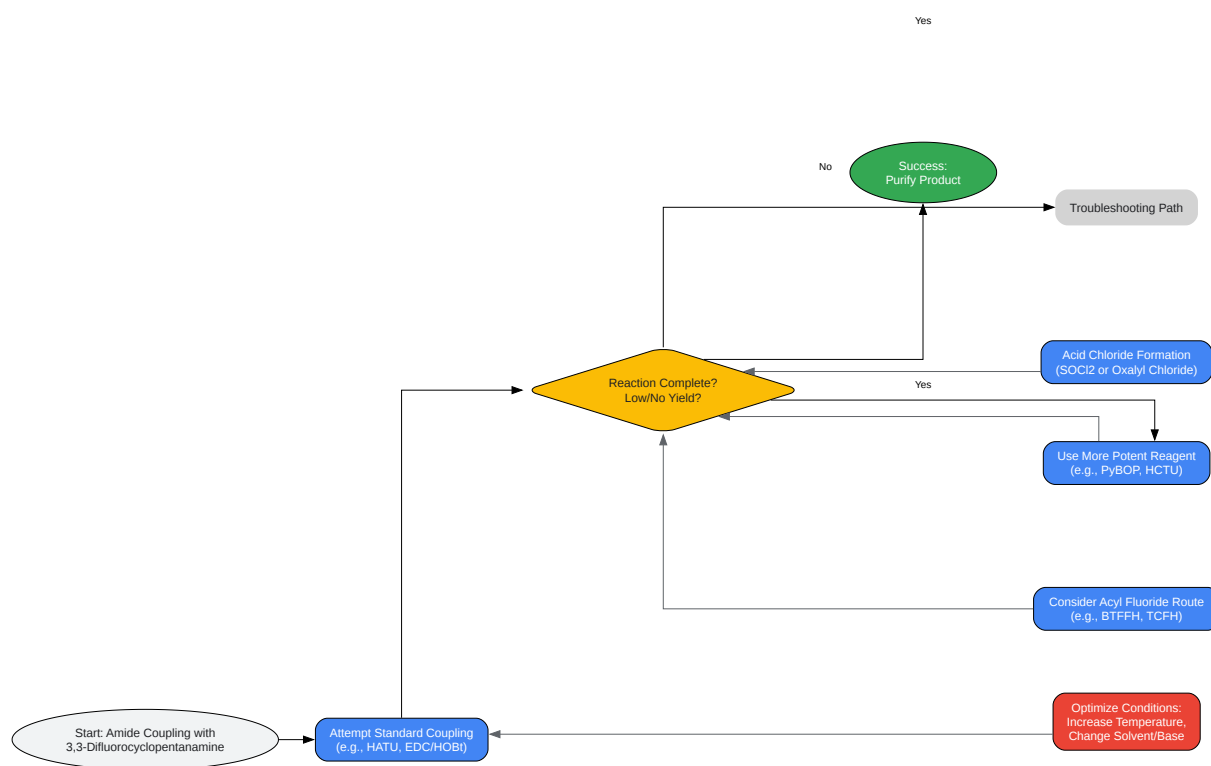 Yes
No
Success:
Purify Product
Troubleshooting Path
Acid Chloride Formation
(SOCl2 or Oxalyl Chloride)
Reaction Complete?
Low/No Yield?
Yes
Use More Potent Reagent
(e.g., PyBOP, HCTU)
Consider Acyl Fluoride Route
(e.g., BTFFH, TCFH)
Optimize Conditions:
Increase Temperature,
Change Solvent/Base
Start: Amide Coupling with
3,3-Difluorocyclopentanamine
Attempt Standard Coupling
(e.g., HATU, EDC/HOBt)